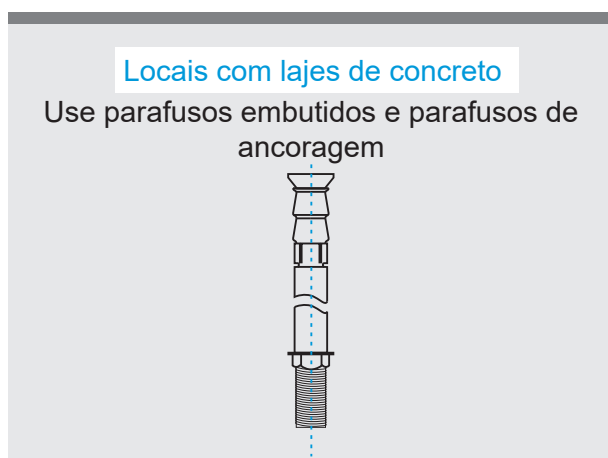 Locais com lajes de concreto
Use parafusos embutidos e parafusos de
ancoragem